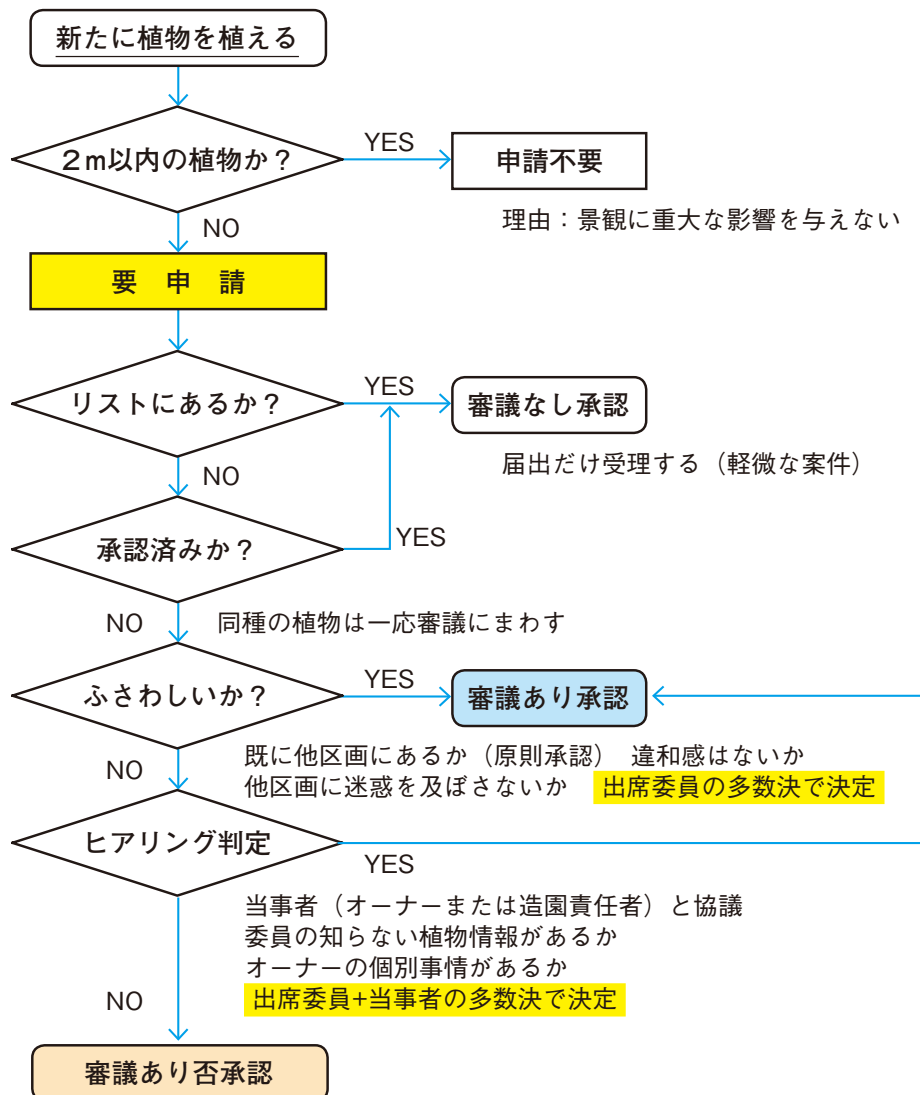 新たに植物を植える
2m以内の植物か？
YES
申請不要
理由：景観に重大な影響を与えない
NO
要　申　請
リストにあるか？
YES
審議なし承認
届出だけ受理する（軽微な案件）
NO
承認済みか？
YES
NO
同種の植物は一応審議にまわす
ふさわしいか？
YES
審議あり承認
NO
既に他区画にあるか（原則承認）　違和感はないか
他区画に迷惑を及ぼさないか　出席委員の多数決で決定
ヒアリング判定
YES
当事者（オーナーまたは造園責任者）と協議
委員の知らない植物情報があるか
オーナーの個別事情があるか
出席委員+当事者の多数決で決定
NO
審議あり否承認